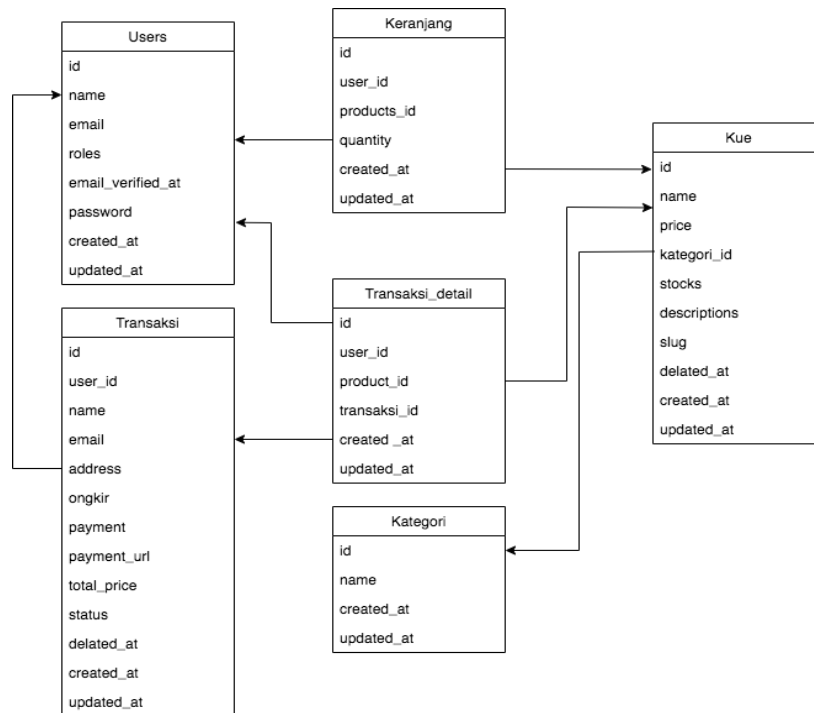 Users
id
name
email
roles
email_verified_at
password
created_at
updated_at
Keranjang
id
user_id
products_id
quantity
created_at
updated_at
Kue
id
name
price
kategori_id
stocks
descriptions
slug
delated_at
created_at
updated_at
Transaksi
id
user_id
name
email
address
ongkir
payment
payment_url
total_price
status
delated_at
created_at
updated_at
Transaksi_detail
id
user_id
product_id
transaksi_id
created _at
updated_at
Kategori
id
name
created_at
updated_at